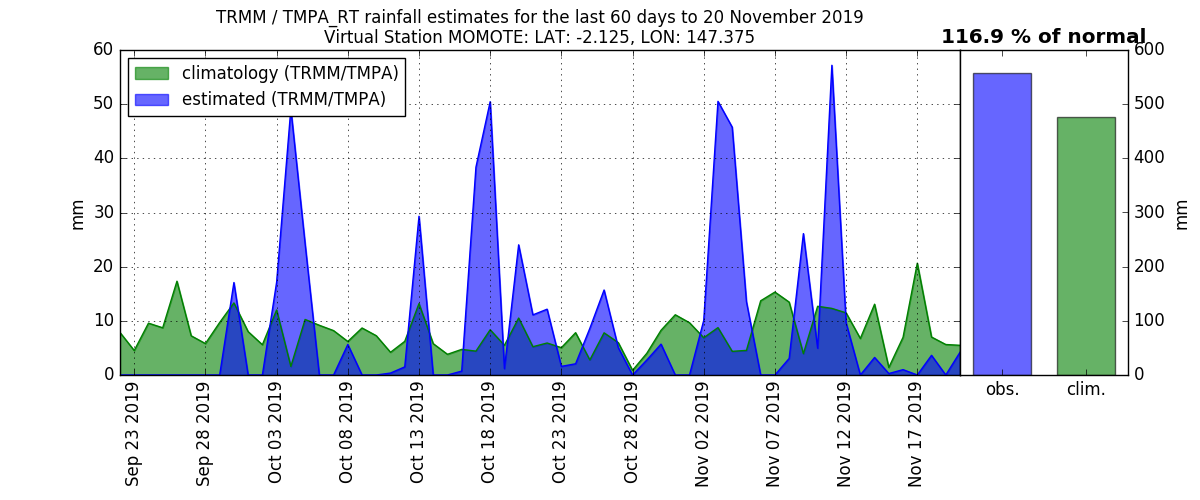 TRMM / TMPA_RT rainfall estimates for the last 60 days to 20 November 2019
Virtual Station MOMOTE: LAT: -2.125, LON: 147.375
116.9 % of normal
climatology (TRMM/TMPA)
estimated (TRMM/TMPA)
60
50
40
30
20
10
0
mm
600
500
400
300
200
100
0
mm
Sep 23 2019
Sep 28 2019
Oct 03 2019
Oct 08 2019
Oct 13 2019
Oct 18 2019
Oct 23 2019
Oct 28 2019
Nov 02 2019
Nov 07 2019
Nov 12 2019
Nov 17 2019
obs.
clim.